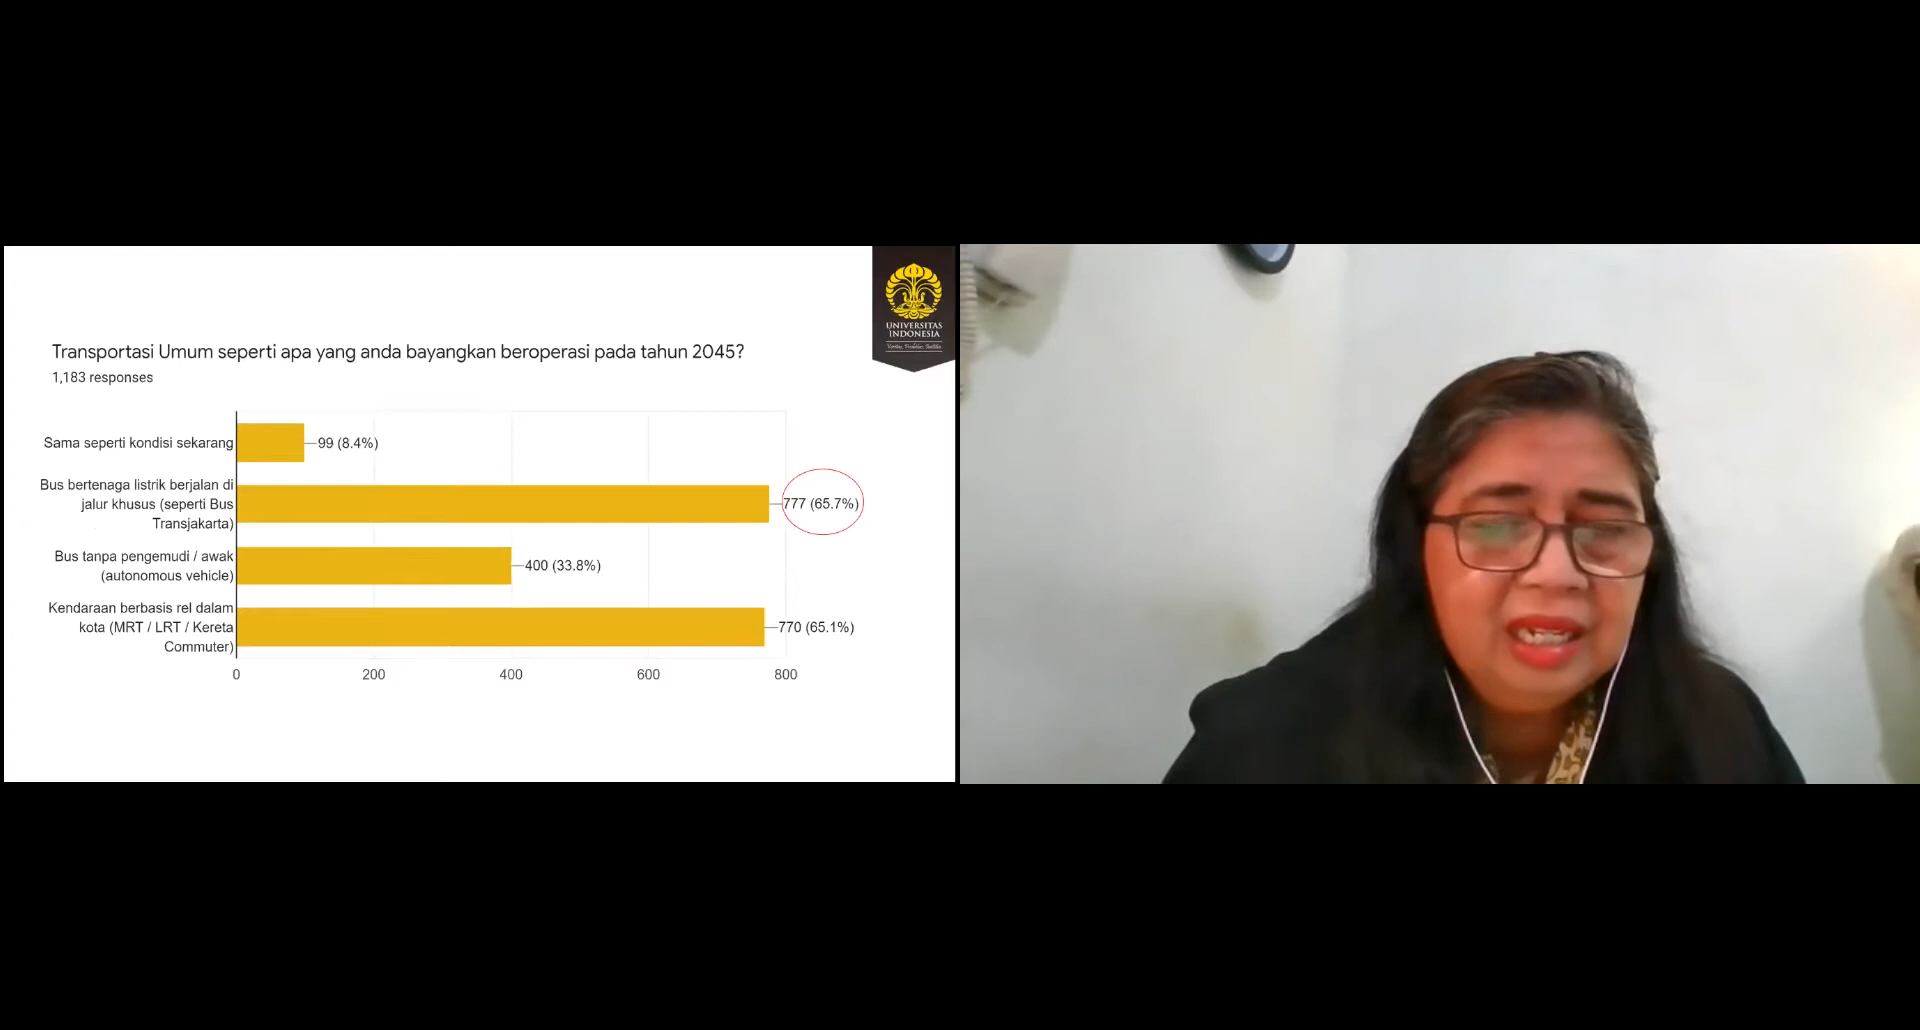 UNIVERSITAS
INDONESIA
Veritas, Probitas, Iustitia
Transportasi Umum seperti apa yang anda bayangkan beroperasi pada tahun 2045?
1,183 responses
Sama seperti kondisi sekarang
99 (8.4%)
Bus bertenaga listrik berjalan di
jalur khusus (seperti Bus
Transjakarta)
777 (65.7%)
Bus tanpa pengemudi / awak
(autonomous vehicle)
400 (33.8%)
Kendaraan berbasis rel dalam
kota (MRT / LRT / Kereta
Commuter)
770 (65.1%)
0 200 400 600 800